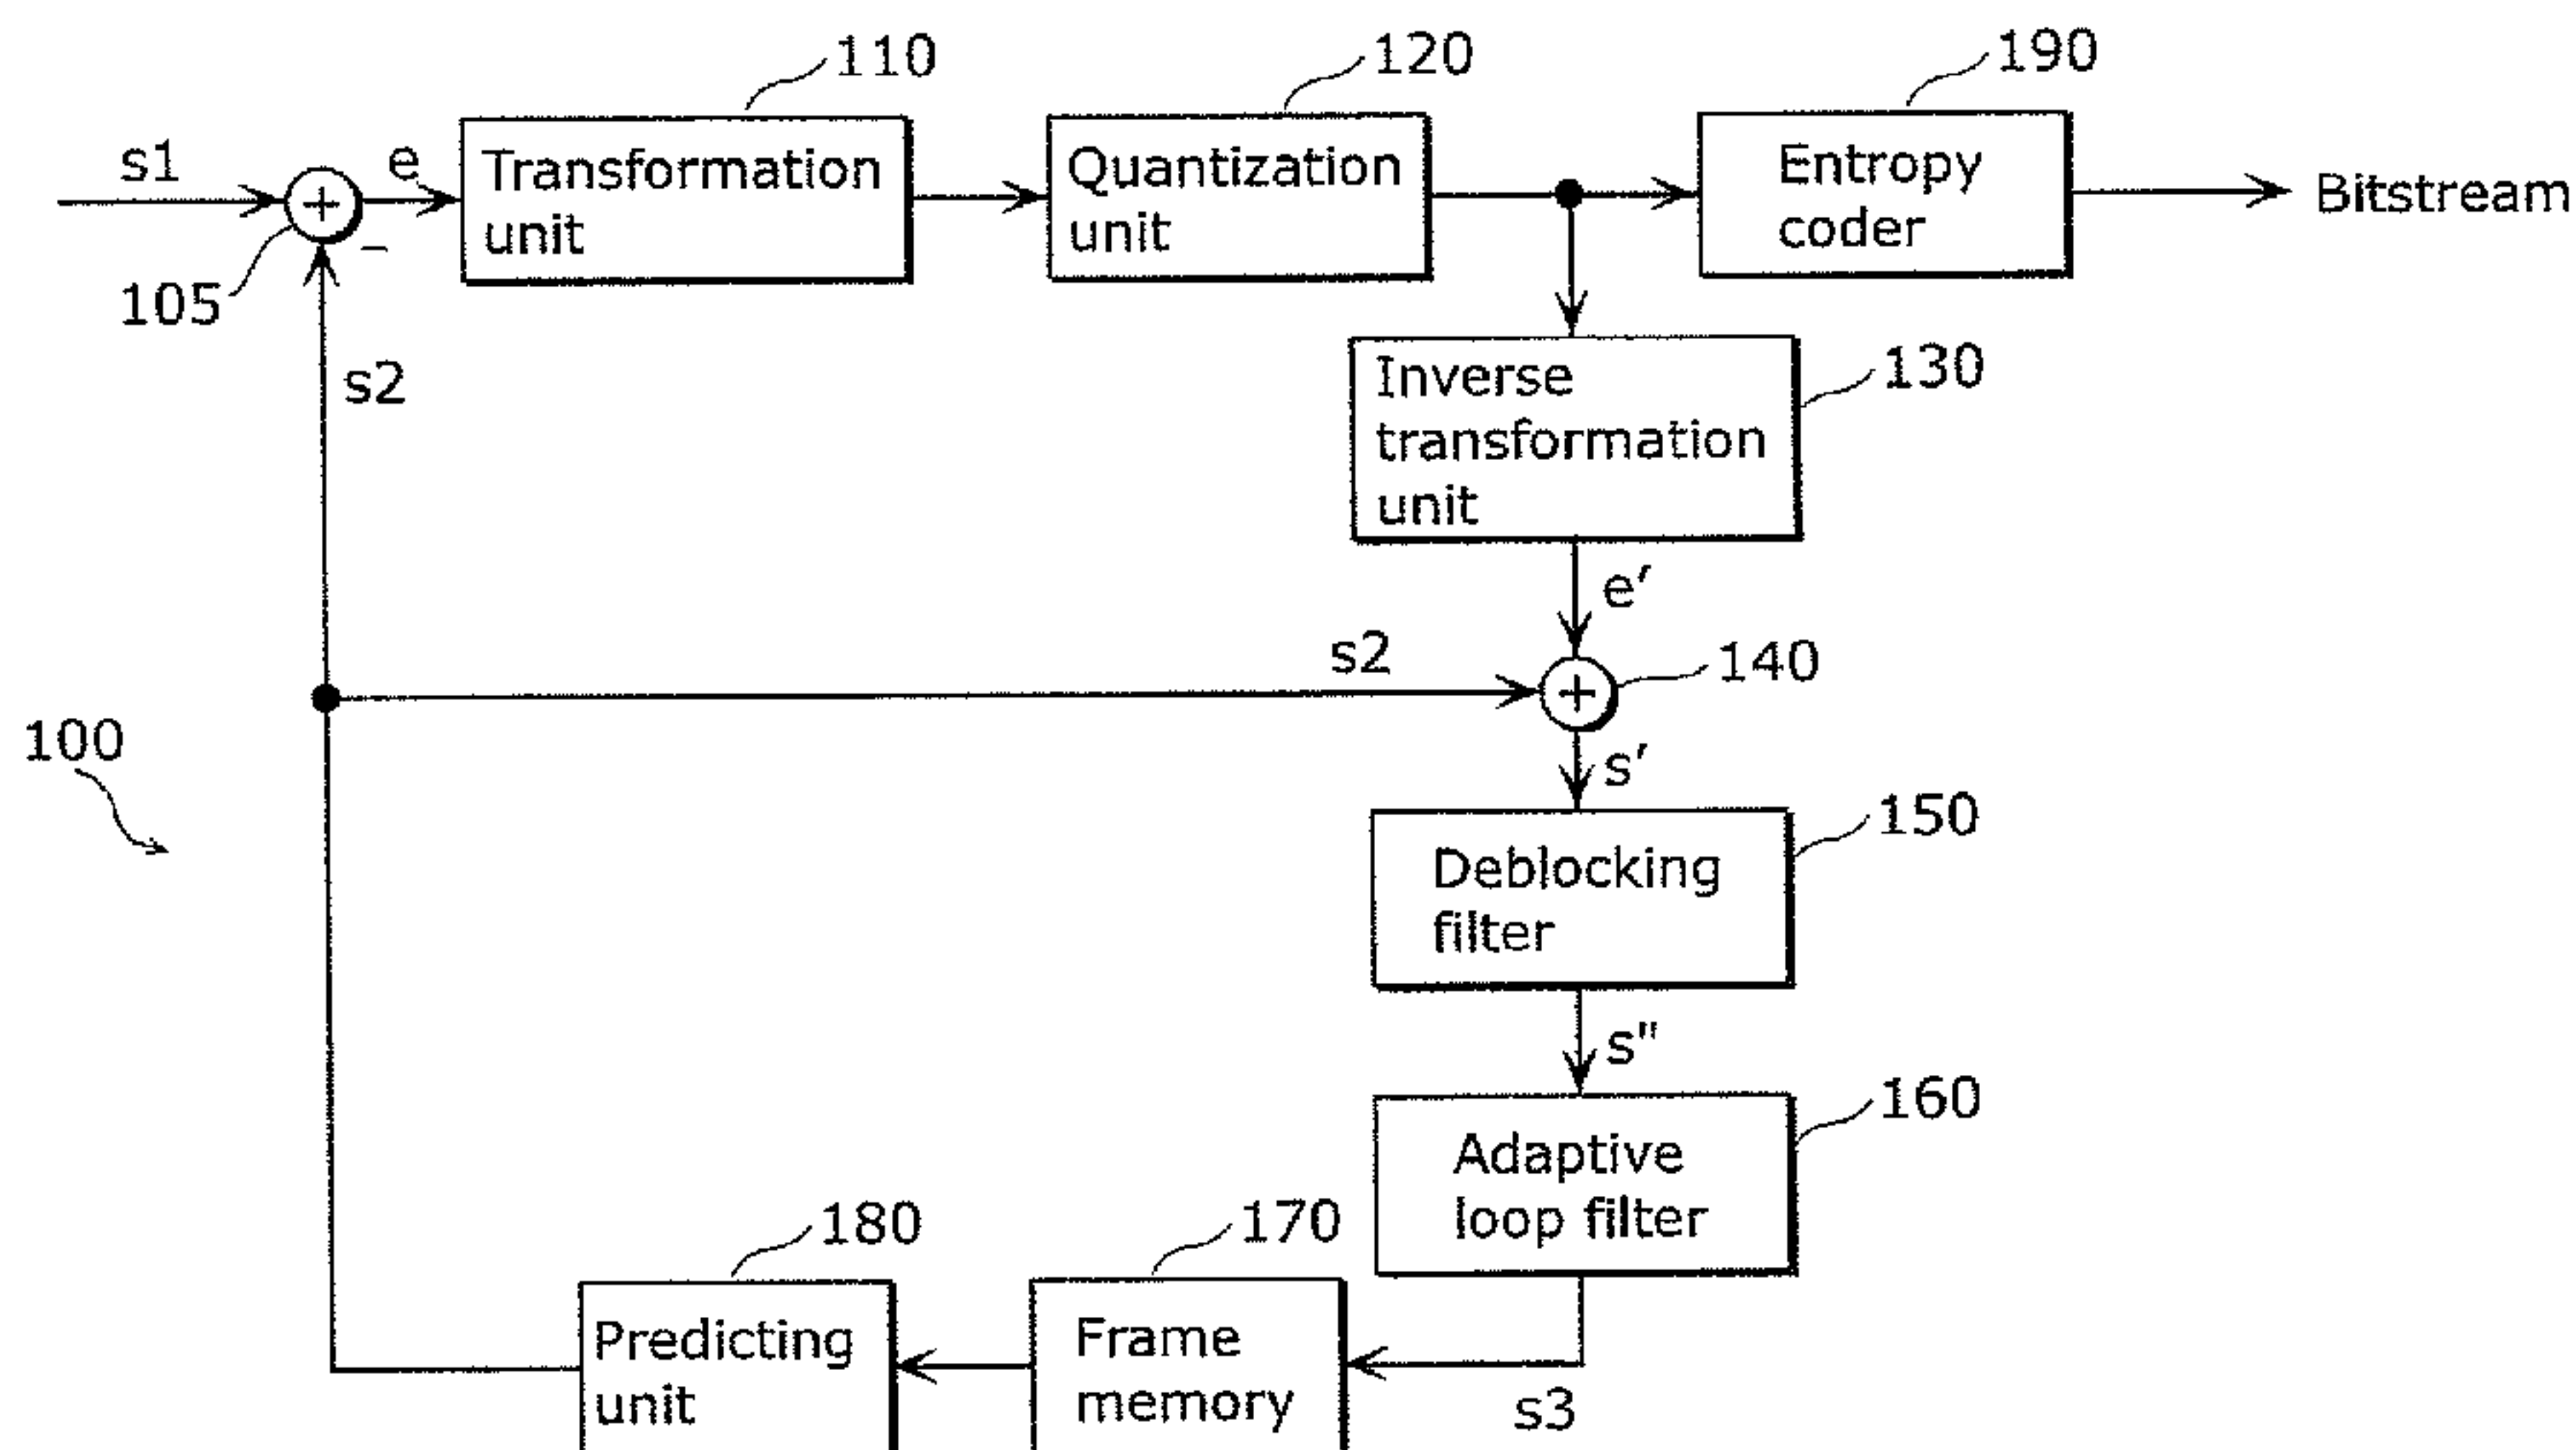 110
120
190
s1
+
e
Transformation
unit
Quantization
unit
Entropy
coder
Bitstream
–
105
s2
Inverse
transformation
unit
130
e′
s2
+
140
100
s′
Deblocking
filter
150
s"
Adaptive
loop filter
160
180
170
Predicting
unit
Frame
memory
s3